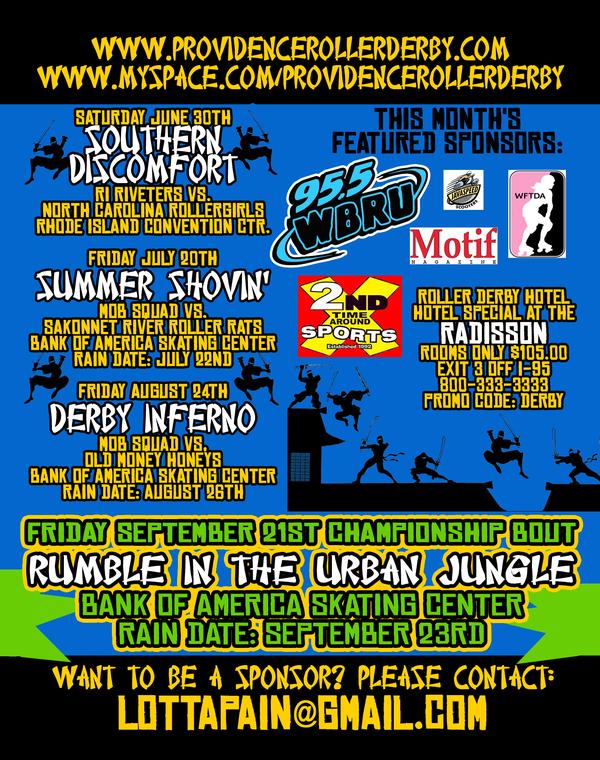 WWW.PROVIDENCEROLLERDERBY.COM
WWW.MYSPACE.COM/PROVIDENCEROLLERDERBY
SATURDAY JUNE 30TH
SOUTHERN
DISCOMFORT
RI RIVETERS VS.
NORTH CAROLINA ROLLERGIRLS
RHODE ISLAND CONVENTION CTR.
FRIDAY JULY 20TH
SUMMER SHOVIN'
MOB SQUAD VS.
SAKONNET RIVER ROLLER RATS
BANK OF AMERICA SKATING CENTER
RAIN DATE: JULY 22ND
FRIDAY AUGUST 24TH
DERBY INFERNO
MOB SQUAD VS.
OLD MONEY HONEYS
BANK OF AMERICA SKATING CENTER
RAIN DATE: AUGUST 26TH
THIS MONTH'S
FEATURED SPONSORS:
95.5
WBRU
JAVASPEED
SCOOTERS
WFTDA
Motif
MAGAZINE
2ND
TIME
AROUND
SPORTS
Established 1992
ROLLER DERBY HOTEL
HOTEL SPECIAL AT THE
RADISSON
ROOMS ONLY $105.00
EXIT 3 OFF I-95
800-333-3333
PROMO CODE: DERBY
FRIDAY SEPTEMBER 21ST CHAMPIONSHIP BOUT
RUMBLE IN THE URBAN JUNGLE
BANK OF AMERICA SKATING CENTER
RAIN DATE: SEPTEMBER 23RD
WANT TO BE A SPONSOR? PLEASE CONTACT:
LOTTAPAIN@GMAIL.COM